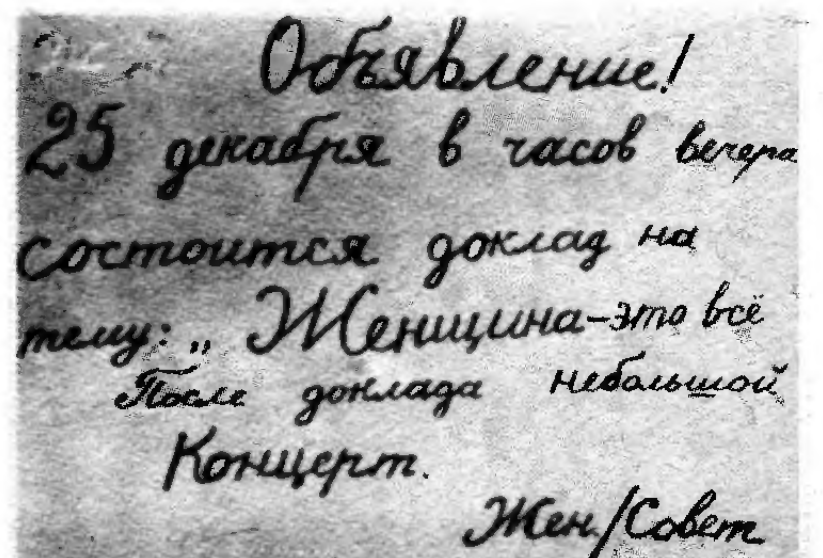 Объявление!
25 декабря в часов вечера
состоится доклад на
тему: „ Женщина-это всё
После доклада небольшой
Концерт.
Жен./Совет